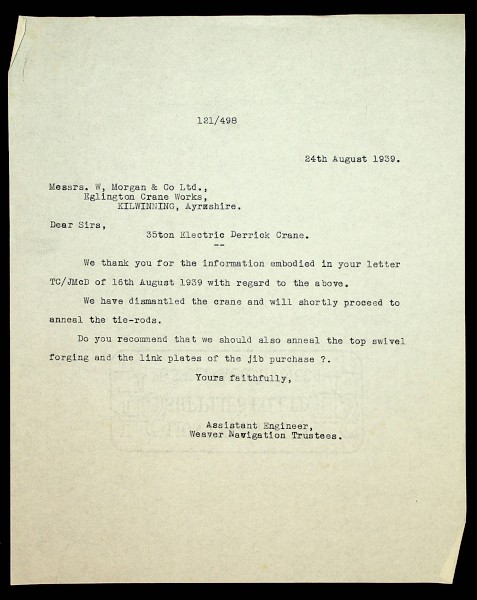 121/498
24th August 1939.
Messrs. W, Morgan & Co Ltd.,
Eglington Crane Works,
KILWINNING, Ayrshire.
Dear Sirs,
35ton Electric Derrick Crane.
--
We thank you for the information embodied in your letter
TC/JMcD of 16th August 1939 with regard to the above.
We have dismantled the crane and will shortly proceed to
anneal the tie-rods.
Do you recommend that we should also anneal the top swivel
forging and the link plates of the jib purchase ?.
Yours faithfully,
Assistant Engineer,
Weaver Navigation Trustees.